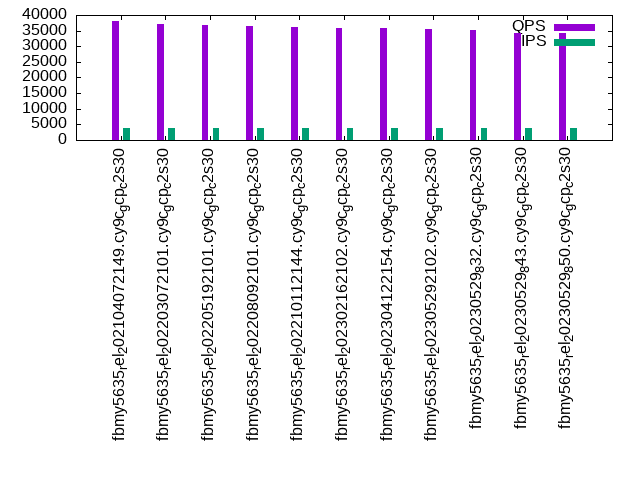 40000
35000
30000
25000
20000
15000
10000
5000
0
QPS
IPS
fbmy5635rel202104072149.cy9cgcpc2s30
fbmy5635rel202203072101.cy9cgcpc2s30
fbmy5635rel202205192101.cy9cgcpc2s30
fbmy5635rel202208092101.cy9cgcpc2s30
fbmy5635rel202210112144.cy9cgcpc2s30
fbmy5635rel202302162102.cy9cgcpc2s30
fbmy5635rel202304122154.cy9cgcpc2s30
fbmy5635rel202305292102.cy9cgcpc2s30
fbmy5635rel20230529832.cy9cgcpc2s30
fbmy5635rel20230529843.cy9cgcpc2s30
fbmy5635rel20230529850.cy9cgcpc2s30